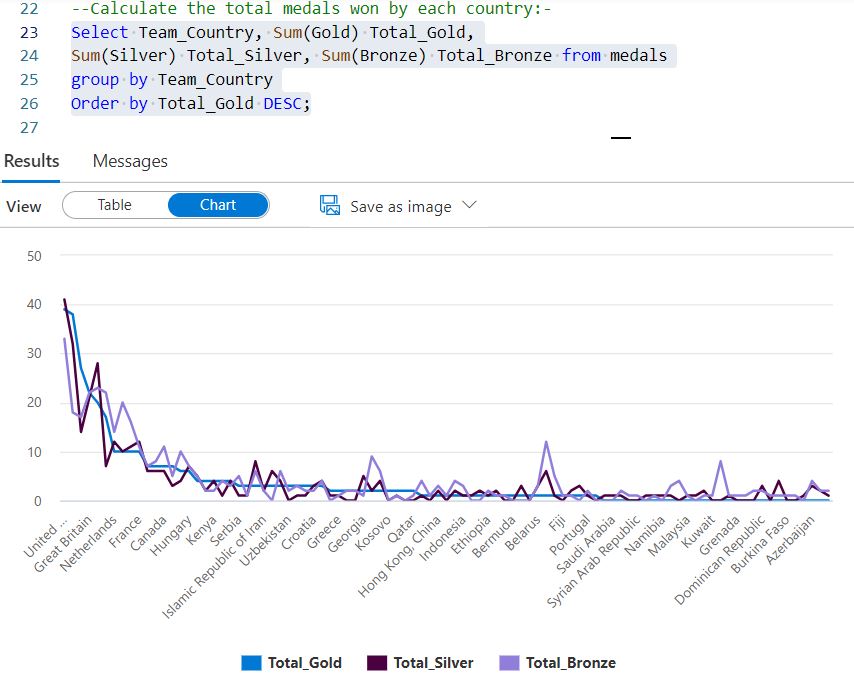 22 --Calculate the total medals won by each country:-
23 Select Team_Country, Sum(Gold) Total_Gold,
24 Sum(Silver) Total_Silver, Sum(Bronze) Total_Bronze from medals
25 group by Team_Country
26 Order by Total_Gold DESC;
27
Results Messages
View Table Chart Save as image
50
40
30
20
10
0
United ...
Great Britain
Netherlands
France
Canada
Hungary
Kenya
Serbia
Islamic Republic of Iran
Uzbekistan
Croatia
Greece
Georgia
Kosovo
Qatar
Hong Kong, China
Indonesia
Ethiopia
Bermuda
Belarus
Fiji
Portugal
Saudi Arabia
Syrian Arab Republic
Namibia
Malaysia
Kuwait
Grenada
Dominican Republic
Burkina Faso
Azerbaijan
Total_Gold Total_Silver Total_Bronze